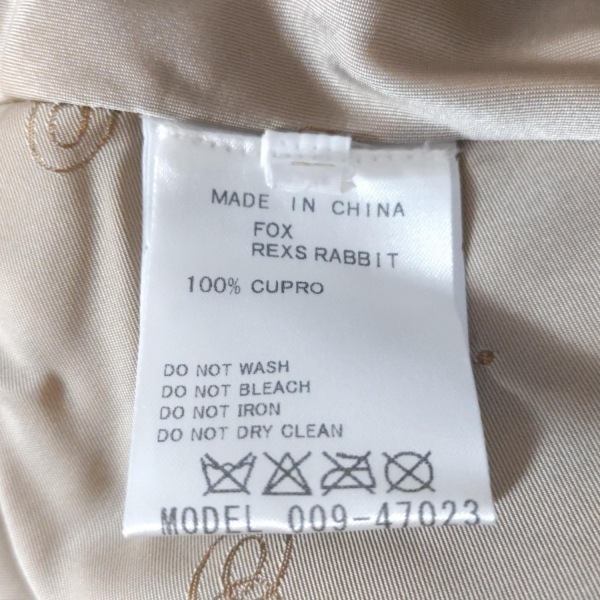 MADE IN CHINA
FOX
REXS RABBIT
100% CUPRO
DO NOT WASH
DO NOT BLEACH
DO NOT IRON
DO NOT DRY CLEAN
MODEL 009-47023